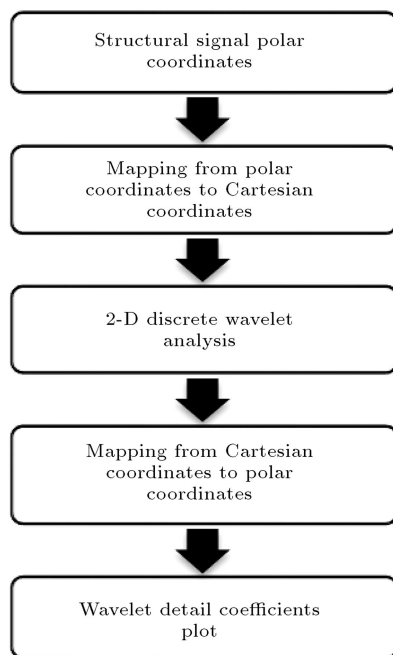 Structural signal polar
coordinates
Mapping from polar
coordinates to Cartesian
coordinates
2-D discrete wavelet
analysis
Mapping from Cartesian
coordinates to polar
coordinates
Wavelet detail coefficients
plot